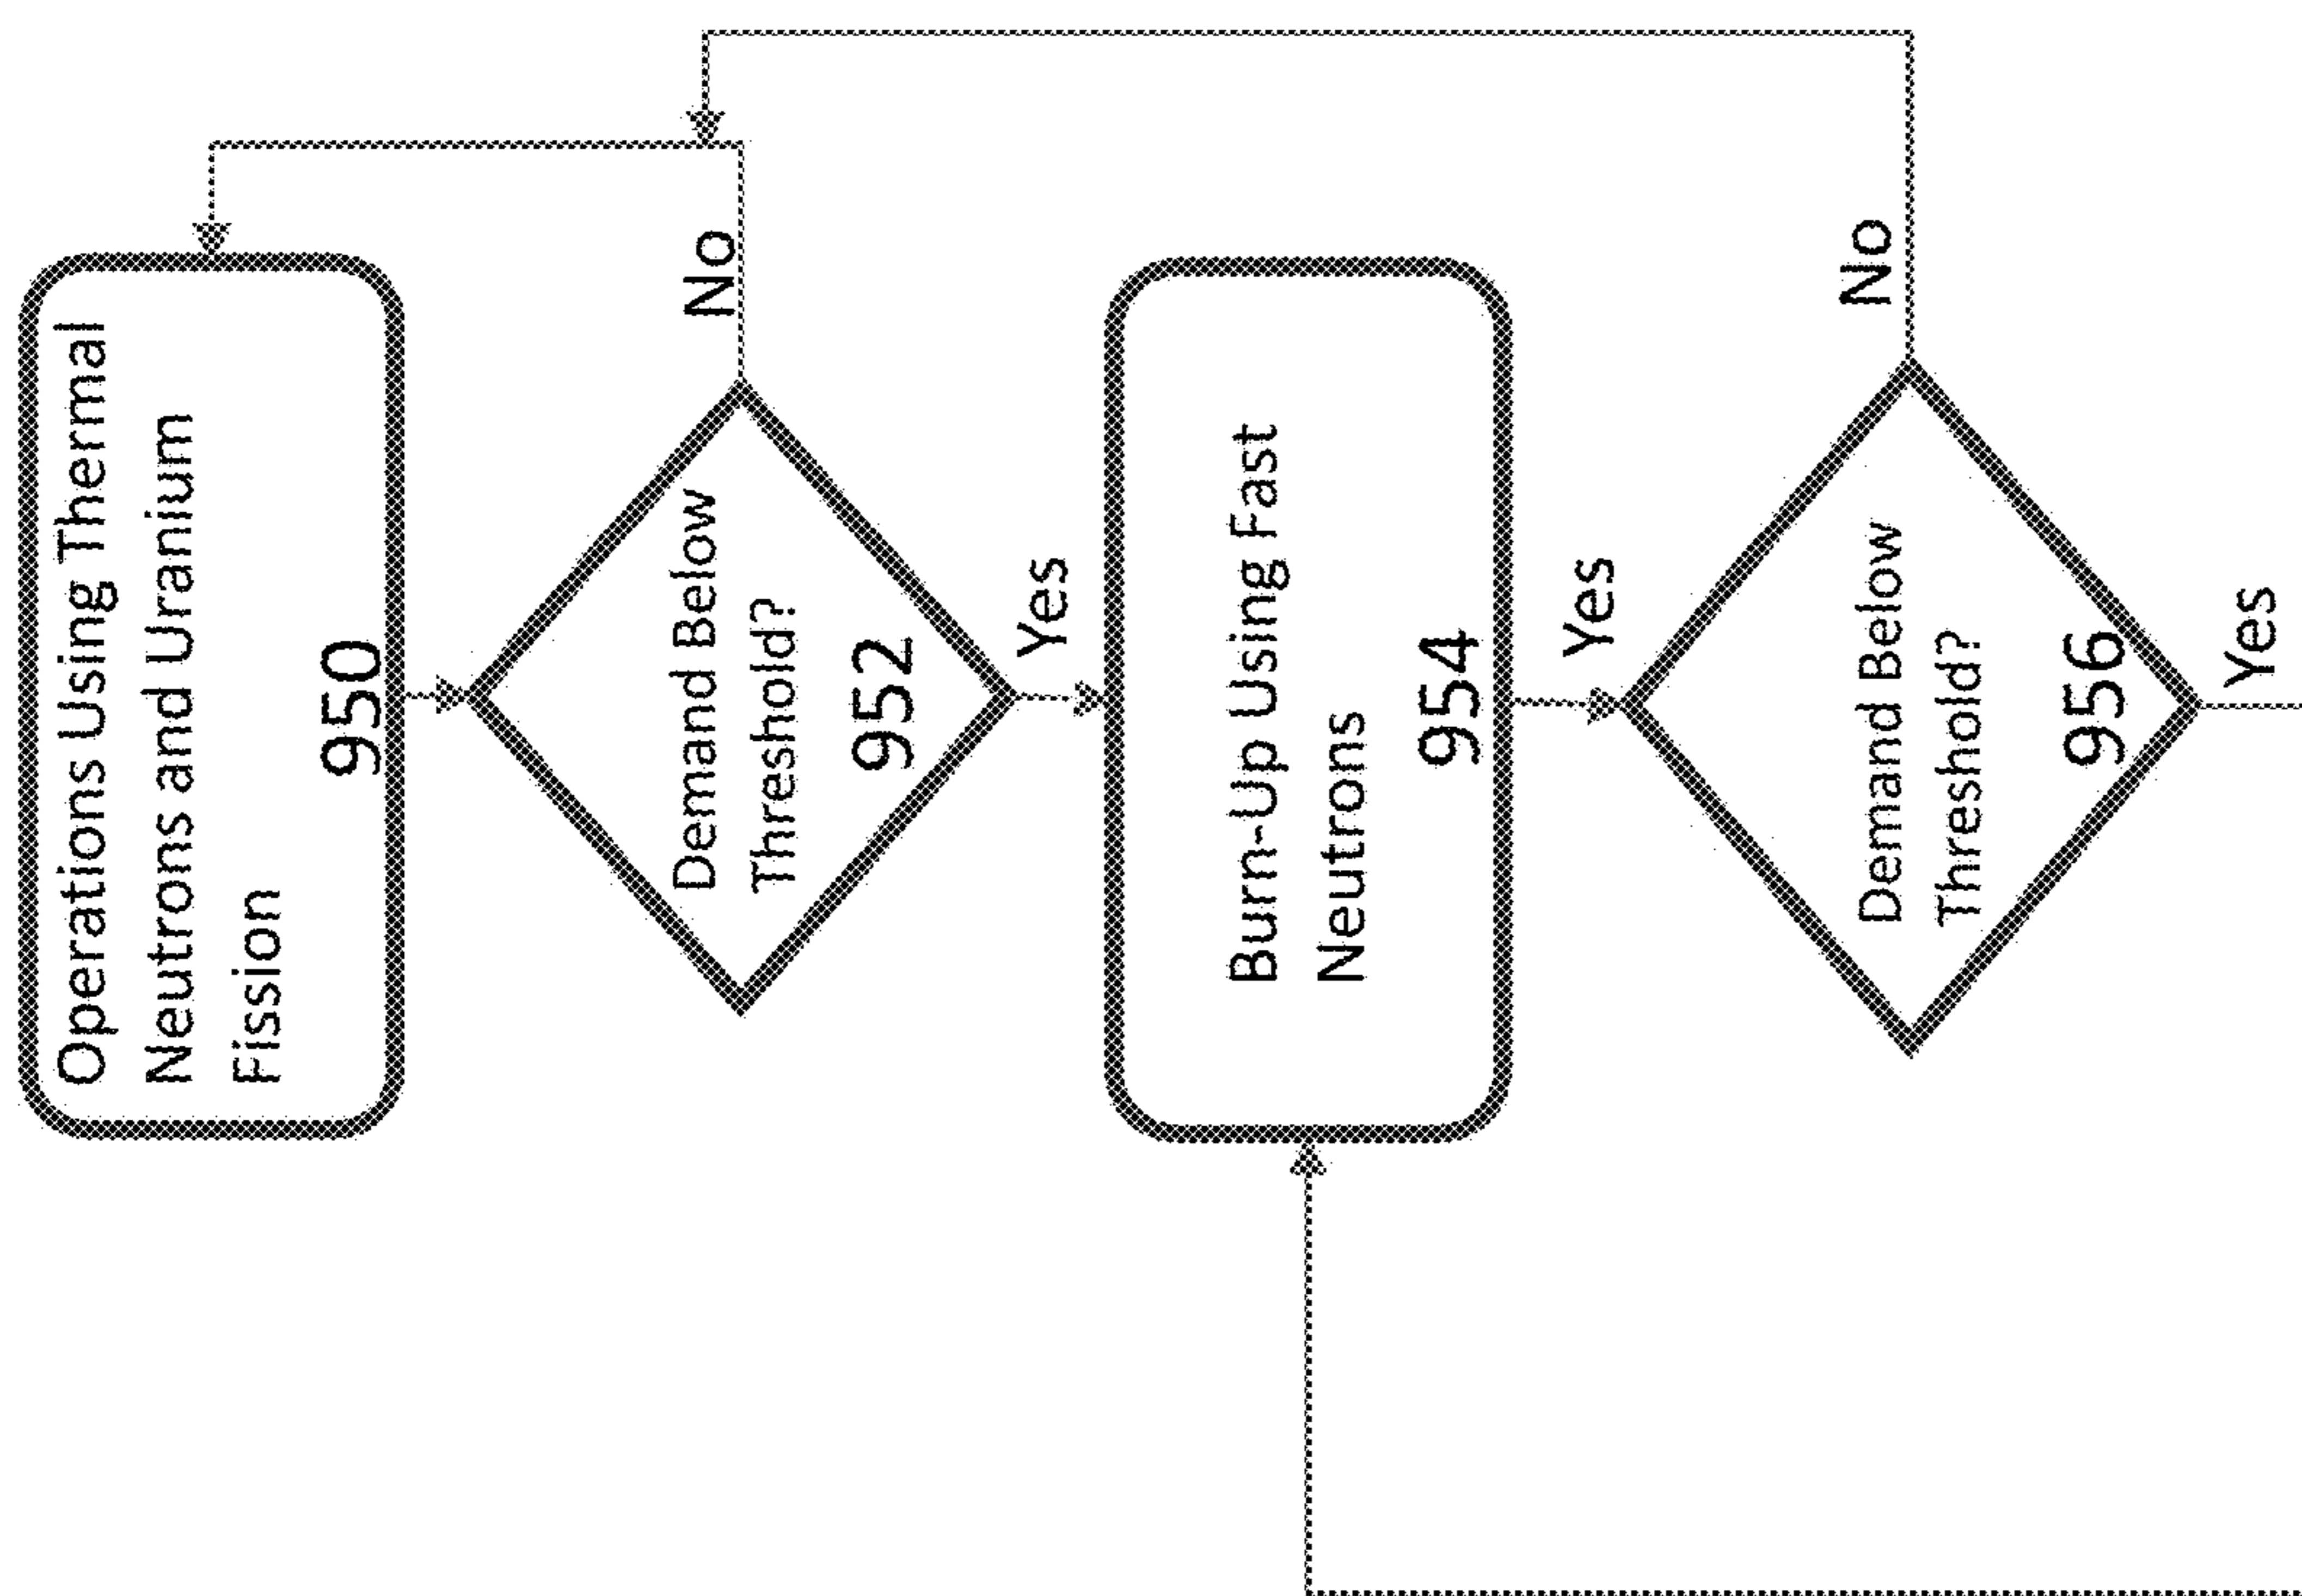 Operations Using Thermal
Neutrons and Uranium
Fission
950
Demand Below
Threshold?
952
No
Yes
Burn-Up Using Fast
Neutrons
954
Yes
Demand Below
Threshold?
956
No
Yes